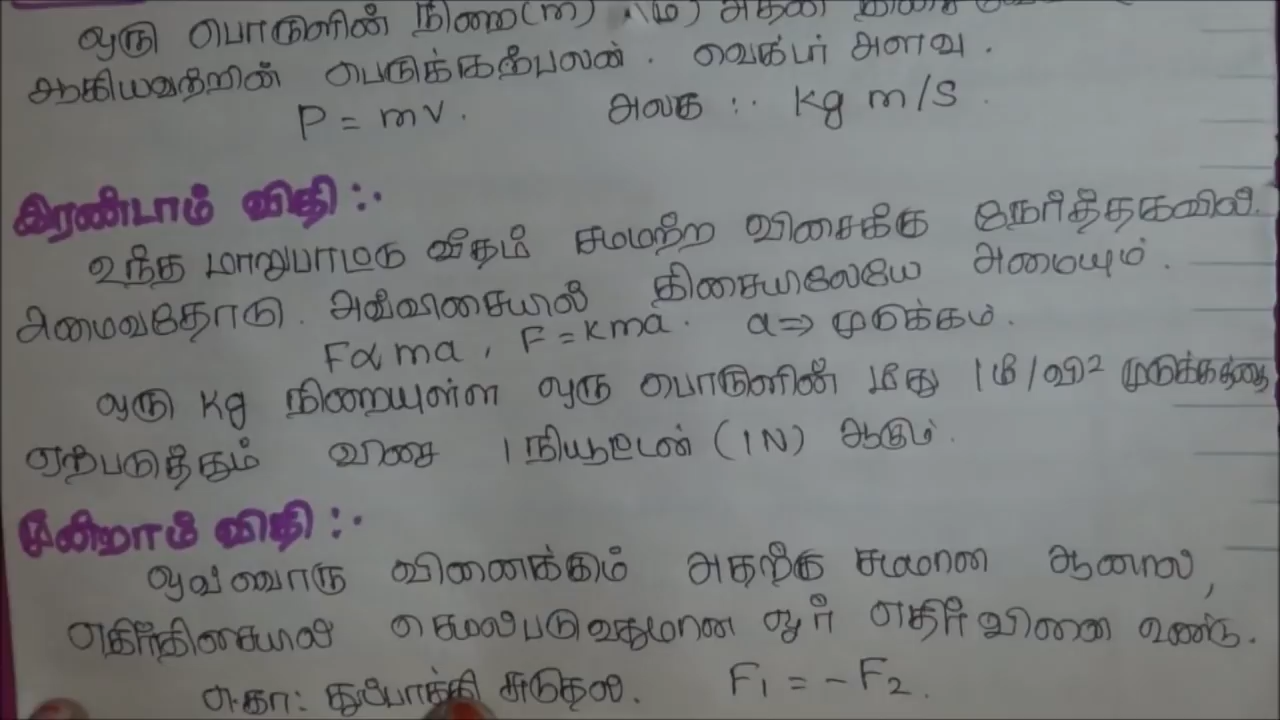 ஒரு பொருளின் நிறை(m)
ஆகியவற்றின் பெருக்கற்பலன். வெக்டர் அளவு.
P = mv. அலகு :. kg m/s.
இரண்டாம் விதி :.
உந்த மாறுபாட்டு வீதம் சமமற்ற விசைக்கு நேர்த்தகவில்.
அமைவதோடு. அவ்விசையில் திசையிலேயே அமையும்.
F α ma, F = kma. a ⇒ முடுக்கம்.
ஒரு kg நிறையுள்ள ஒரு பொருளின் மீது 1மீ/வி² முடுக்கத்தை
ஏற்படுத்தும் விசை 1நியூட்டன் (1N) ஆகும்.
மூன்றாம் விதி :.
ஒவ்வொரு வினைக்கும் அதற்கு சமமான ஆனால்,
எதிர்திசையில் செயல்படுவதுமான ஓர் எதிர்வினை உண்டு.
எ.கா: துப்பாக்கி சுடுதல். F₁ = -F₂.